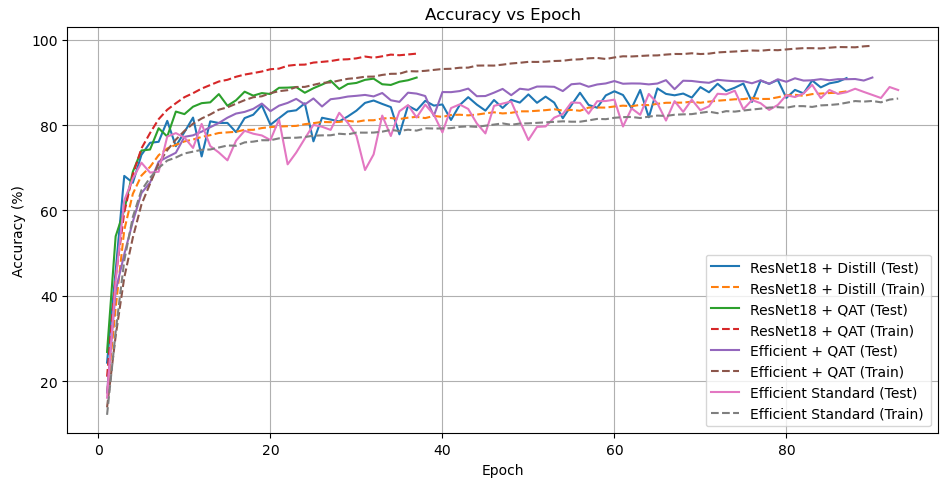 Accuracy vs Epoch
100
80
60
40
20
Accuracy (%)
0
20
40
60
80
Epoch
ResNet18 + Distill (Test)
ResNet18 + Distill (Train)
ResNet18 + QAT (Test)
ResNet18 + QAT (Train)
Efficient + QAT (Test)
Efficient + QAT (Train)
Efficient Standard (Test)
Efficient Standard (Train)